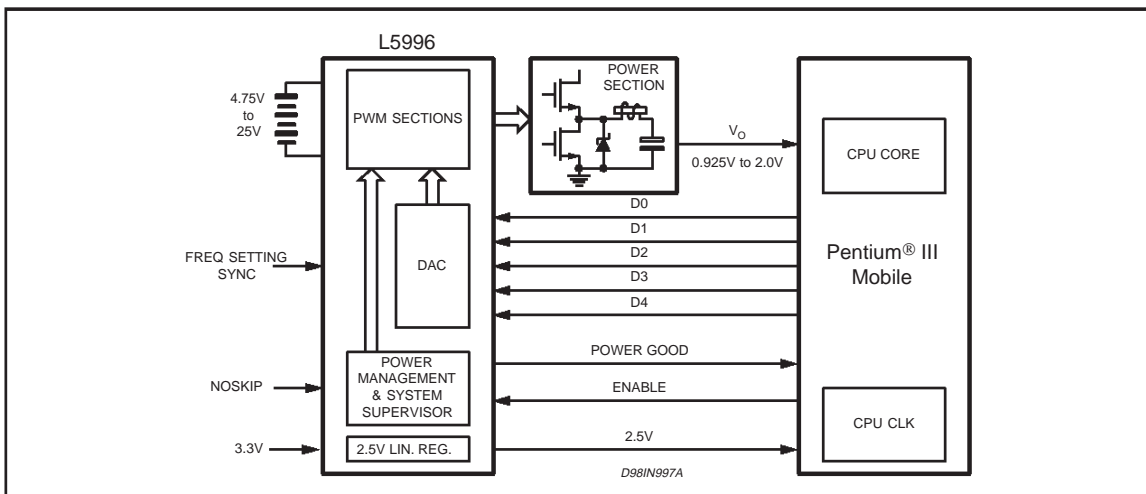 L5996
4.75V
to
25V
PWM SECTIONS
POWER
SECTION
VO
0.925V to 2.0V
CPU CORE
DAC
D0
D1
D2
D3
D4
Pentium® III
Mobile
FREQ SETTING
SYNC
POWER
MANAGEMENT
& SYSTEM
SUPERVISOR
POWER GOOD
NOSKIP
ENABLE
CPU CLK
3.3V
2.5V LIN. REG.
2.5V
D98IN997A